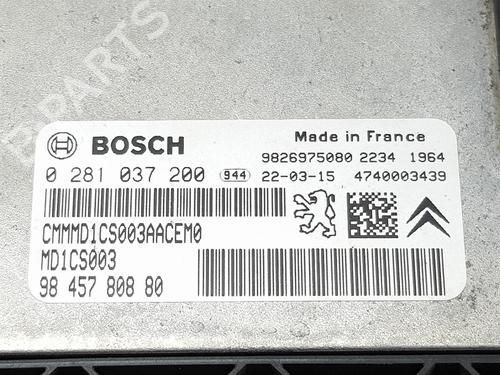 BOSCH
Made in France
9826975080 2234 1964
0 281 037 200 944 22-03-15 4740003439
CMMMD1CS003AACEM0
MD1CS003
98 457 808 80
B PARTS